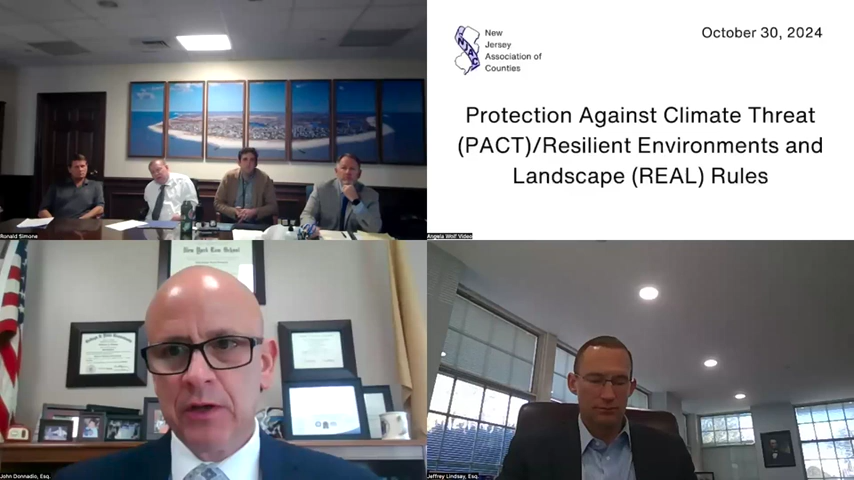 October 30, 2024
New
Jersey
Association of
Counties
NJAC
Protection Against Climate Threat
(PACT)/Resilient Environments and
Landscape (REAL) Rules
Ronald Simone
Angela Wolf Video
New York Law School
John Donnadio, Esq.
Jeffrey Lindsay, Esq.